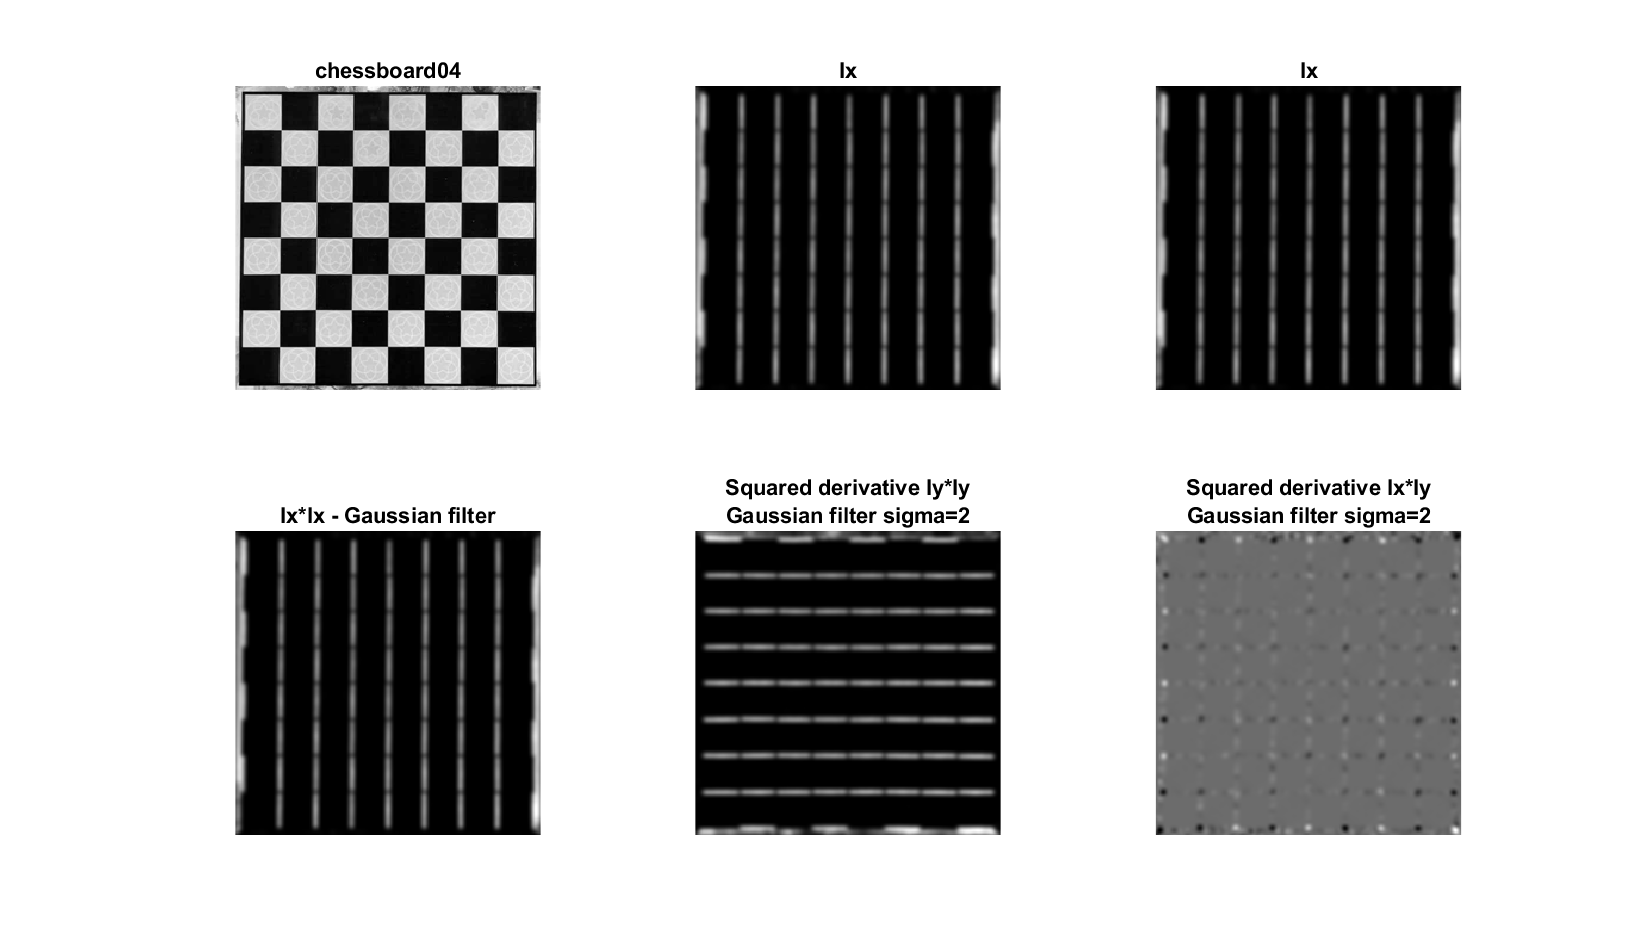 chessboard04
Ix
Ix
Ix*Ix - Gaussian filter
Squared derivative Iy*Iy
Gaussian filter sigma=2
Squared derivative Ix*Iy
Gaussian filter sigma=2